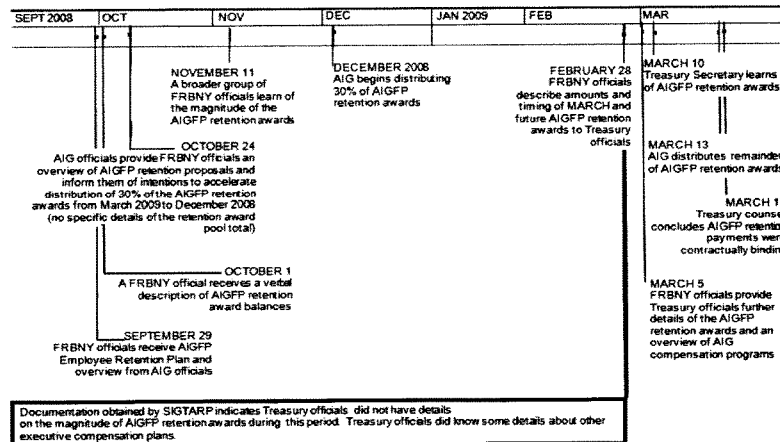 SEPT 2008 OCT NOV DEC JAN 2009 FEB MAR
NOVEMBER 11
A broader group of
FRBNY officials learn of
the magnitude of the
AIGFP retention awards
DECEMBER 2008
AIG begins distributing
30% of AIGFP
retention awards
FEBRUARY 28
FRBNY officials
describe amounts and
timing of MARCH and
future AIGFP retention
awards to Treasury
officials
MARCH 10
Treasury Secretary learns
of AIGFP retention awards
OCTOBER 24
AIG officials provide FRBNY officials an
overview of AIGFP retention proposals and
inform them of intentions to accelerate
distribution of 30% of the AIGFP retention
awards from March 2009 to December 2008
(no specific details of the retention award
pool total)
MARCH 13
AIG distributes remainder
of AIGFP retention awards
MARCH 1
Treasury counse
concludes AIGFP retentio
payments wer
contractually bindin
OCTOBER 1
A FRBNY official receives a verbal
description of AIGFP retention
award balances
MARCH 5
FRBNY officials provide
Treasury officials further
details of the AIGFP
retention awards and an
overview of AIG
compensation programs
SEPTEMBER 29
FRBNY officials receive AIGFP
Employee Retention Plan and
overview from AIG officials
Documentation obtained by SIGTARP indicates Treasury officials did not have details
on the magnitude of AIGFP retention awards during this period. Treasury officials did know some details about other
executive compensation plans.